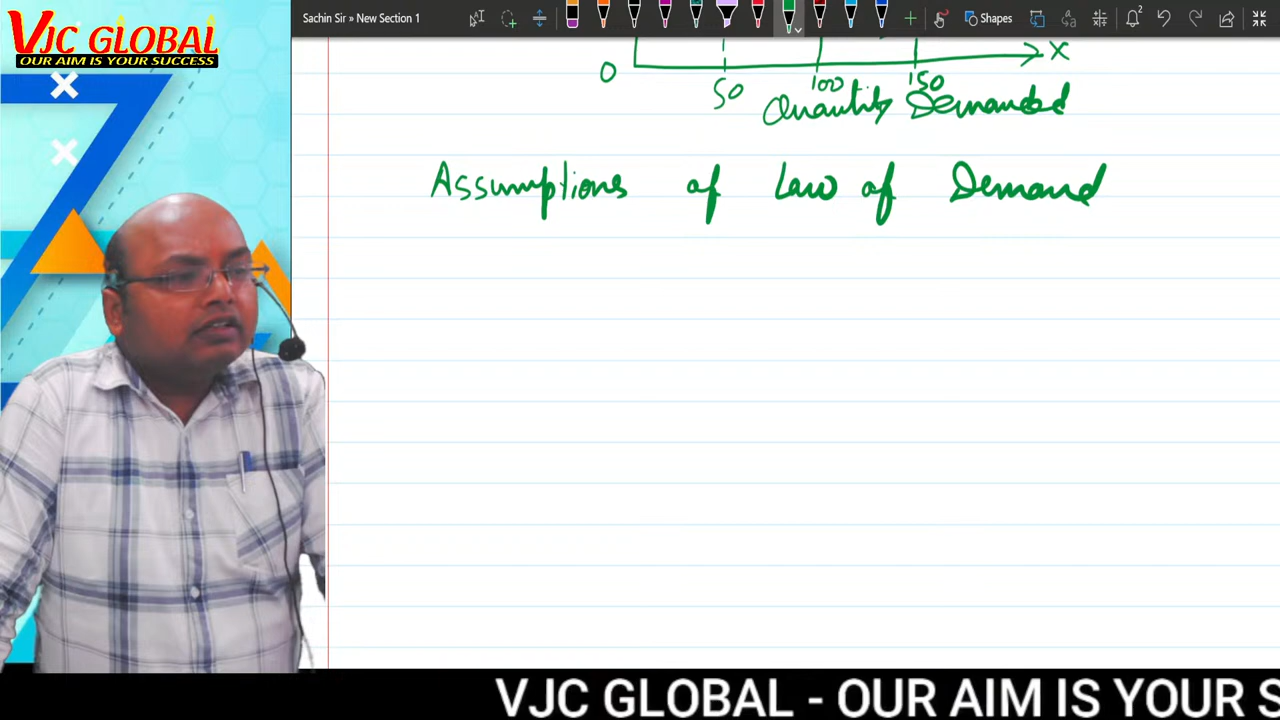 VJC GLOBAL
OUR AIM IS YOUR SUCCESS
Sachin Sir » New Section 1
Shapes
2
0
50
100
150
X
Quantity Demanded
Assumptions of Law of Demand
VJC GLOBAL - OUR AIM IS YOUR S